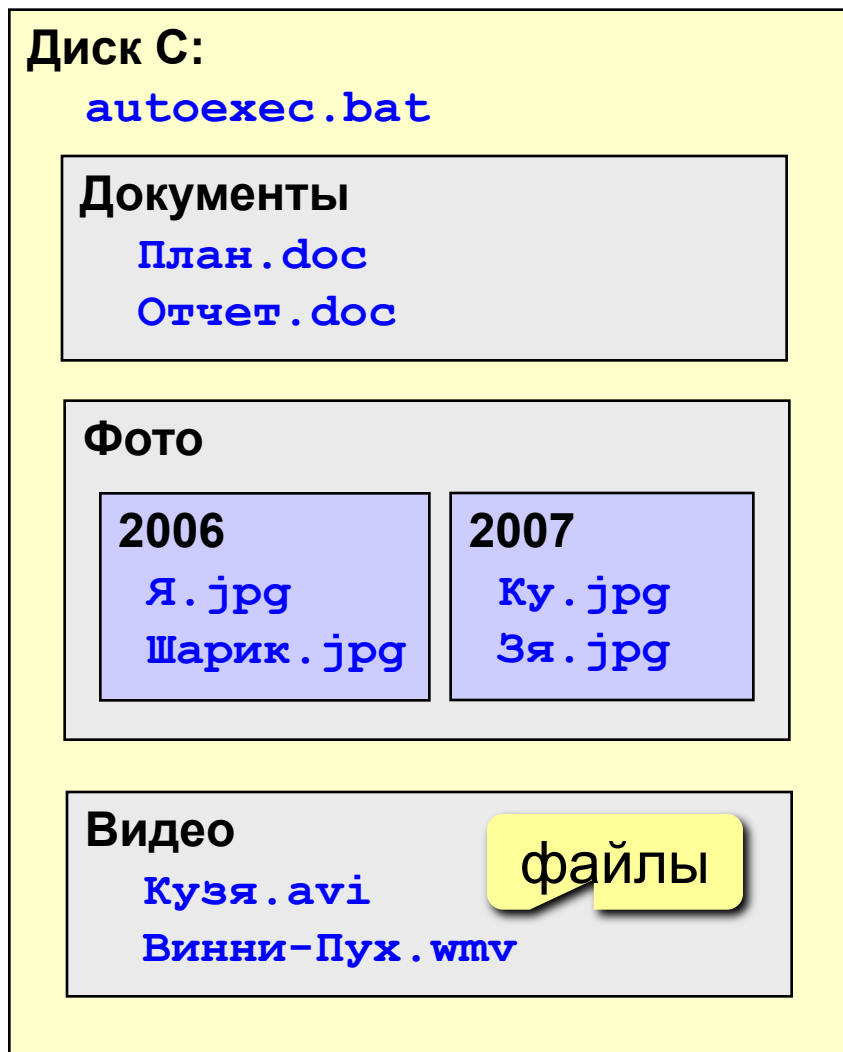 Диск C:
autoexec.bat
Документы
План.doc
Отчет.doc
Фото
2006
Я.jpg
Шарик.jpg
2007
Ку.jpg
Зя.jpg
Видео
файлы
Кузя.avi
Винни-Пух.wmv